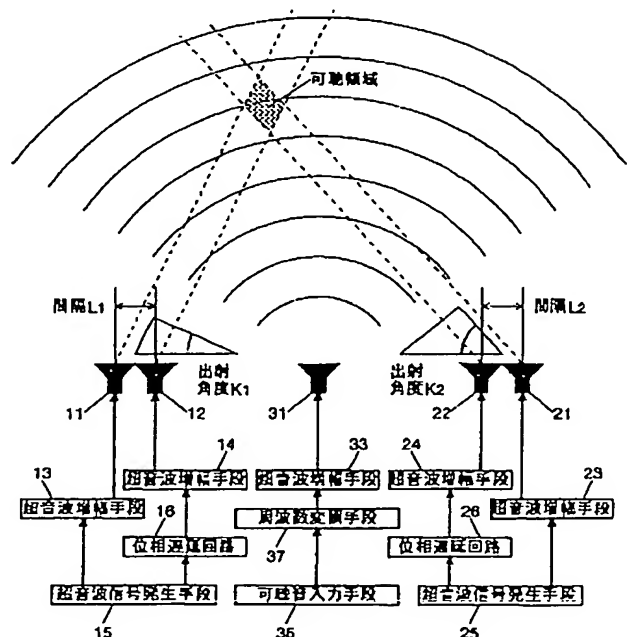 可聴領域
間隔L1
間隔L2
出射
角度K1
出射
角度K2
11
12
31
22
21
14
33
24
13
超音波増幅手段
超音波増幅手段
超音波増幅手段
23
超音波増幅手段
16
周波数変調手段
26
超音波増幅手段
位相遅延回路
37
位相遅延回路
超音波信号発生手段
可聴音入力手段
超音波信号発生手段
15
35
25